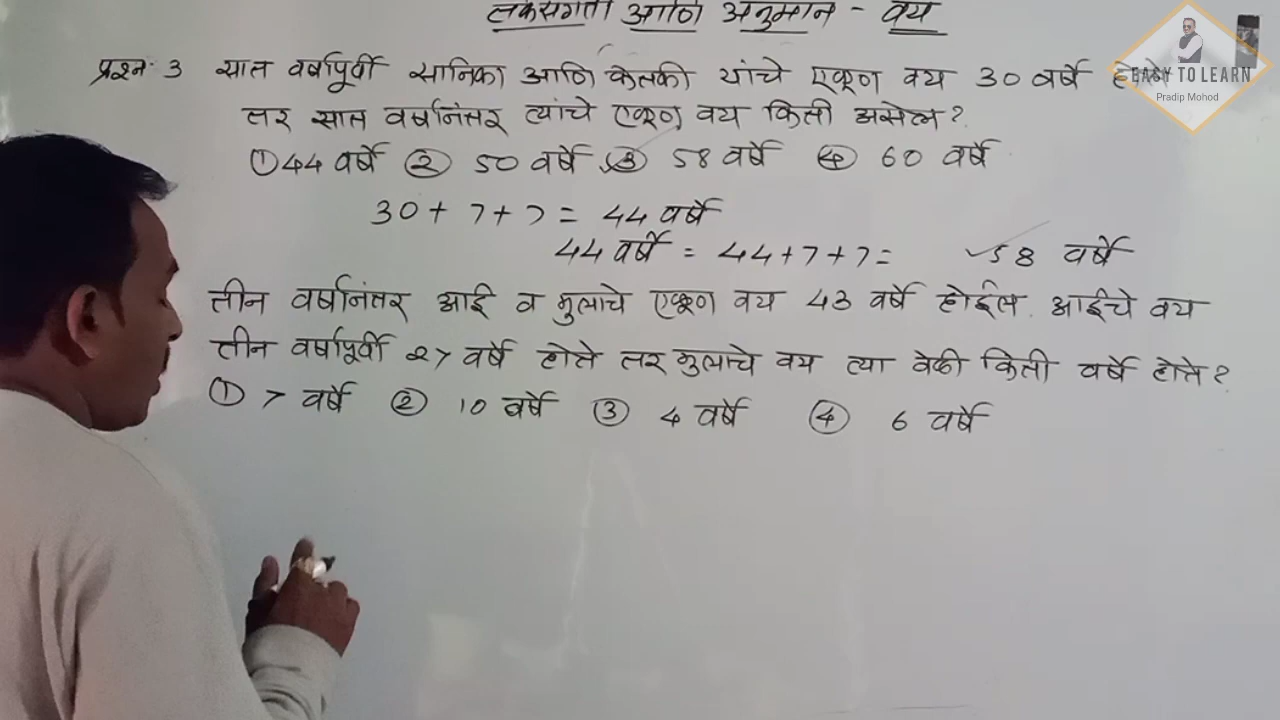 तर्कसंगती आणि अनुमान - वय
प्रश्न. 3 सात वर्षापूर्वी सानिका आणि केतकी यांचे एकूण वय 30 वर्षे होते
तर सात वर्षानंतर त्यांचे एकूण वय किती असेल?
① 44 वर्षे ② 50 वर्षे ③ 58 वर्षे ④ 60 वर्षे
30 + 7 + 7 = 44 वर्षे
44 वर्षे = 44 + 7 + 7 = 58 वर्षे
तीन वर्षानंतर आई व मुलाचे एकूण वय 43 वर्षे होईल. आईचे वय
तीन वर्षापूर्वी २७ वर्षे होते तर मुलाचे वय त्या वेळी किती वर्षे होते?
① 7 वर्षे ② 10 वर्षे ③ 4 वर्षे ④ 6 वर्षे
EASY TO LEARN
Pradip Mohod